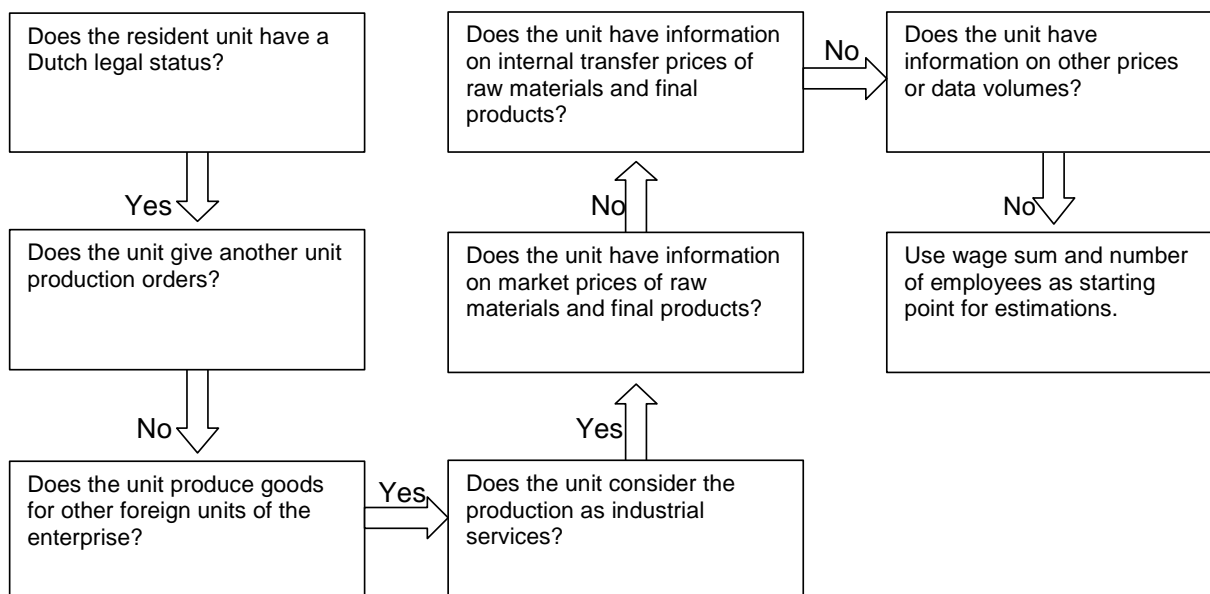 Does the resident unit have a
Dutch legal status?
Yes
Does the unit give another unit
production orders?
No
Does the unit produce goods
for other foreign units of the
enterprise?
Yes
Does the unit consider the
production as industrial
services?
Yes
Does the unit have information
on market prices of raw
materials and final products?
No
Does the unit have information
on internal transfer prices of
raw materials and final
products?
No
Does the unit have
information on other prices
or data volumes?
No
Use wage sum and number
of employees as starting
point for estimations.